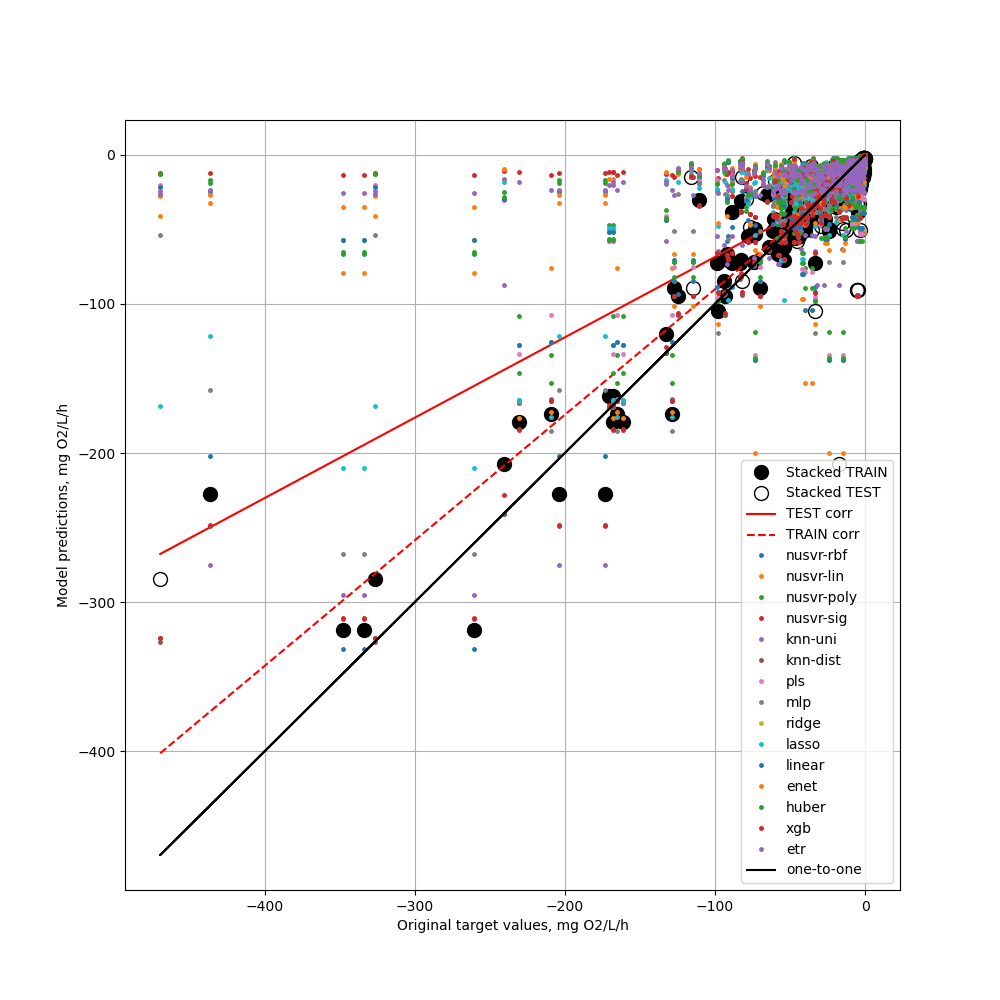 0
−100
−200
−300
−400
Model predictions, mg O2/L/h
−400
−300
−200
−100
0
Original target values, mg O2/L/h
Stacked TRAIN
Stacked TEST
TEST corr
TRAIN corr
nusvr-rbf
nusvr-lin
nusvr-poly
nusvr-sig
knn-uni
knn-dist
pls
mlp
ridge
lasso
linear
enet
huber
xgb
etr
one-to-one